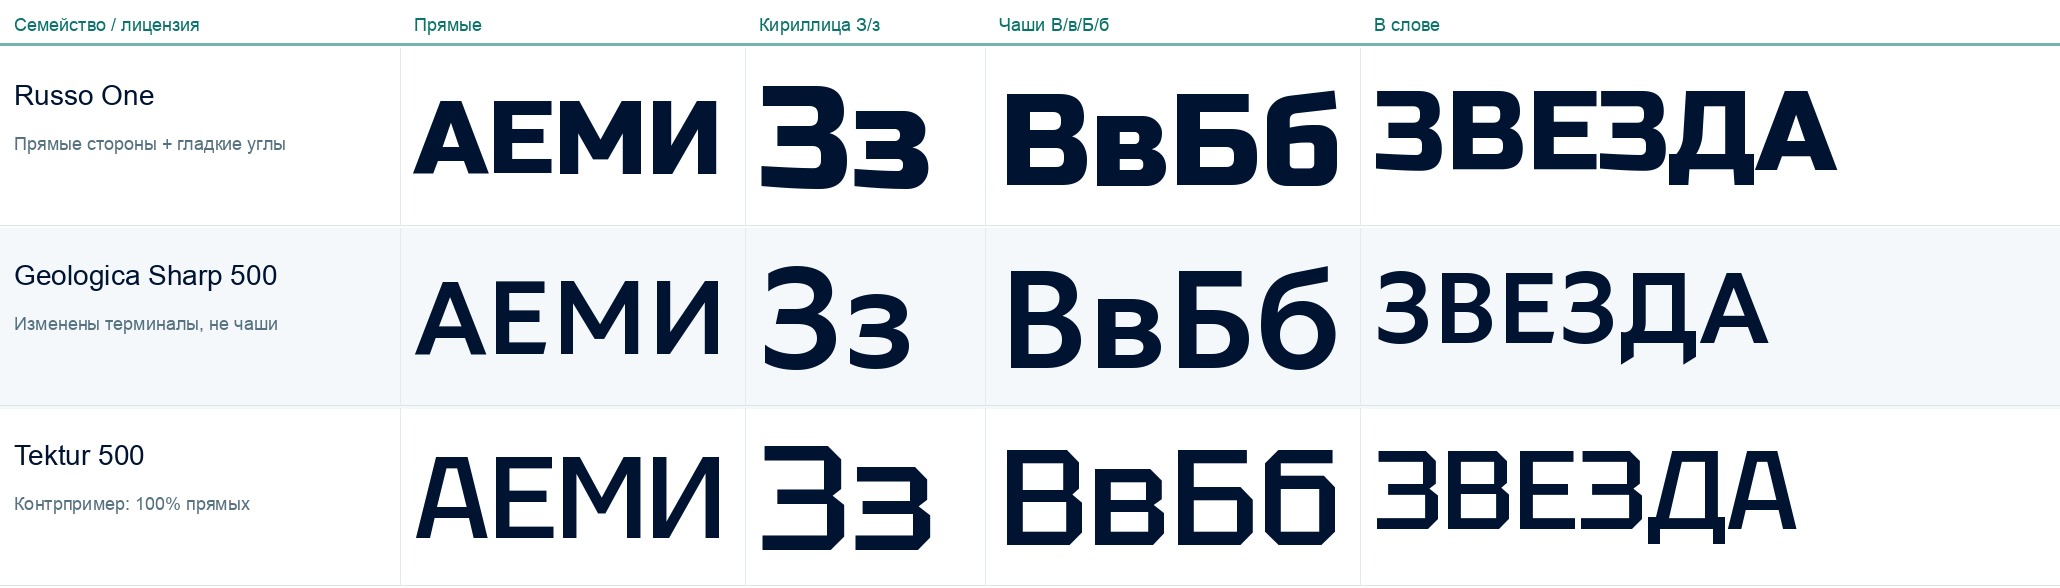 Семейство / лицензия
Прямые
Кириллица З/з
Чаши В/в/Б/б
В слове
Russo One
Прямые стороны + гладкие углы
АЕМИ
Зз
ВвБб
ЗВЕЗДА
Geologica Sharp 500
Изменены терминалы, не чаши
АЕМИ
Зз
ВвБб
ЗВЕЗДА
Tektur 500
Контрпример: 100% прямых
АЕМИ
Зз
ВвБб
ЗВЕЗДА